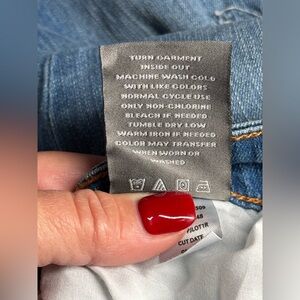 TURN GARMENT
INSIDE OUT
MACHINE WASH COLD
WITH LIKE COLORS
NORMAL CYCLE USE
ONLY NON-CHLORINE
BLEACH IF NEEDED
TUMBLE DRY LOW
WARM IRON IF NEEDED
COLOR MAY TRANSFER
WHEN WORN OR
WASHED
PILOT1R
CUT DATE